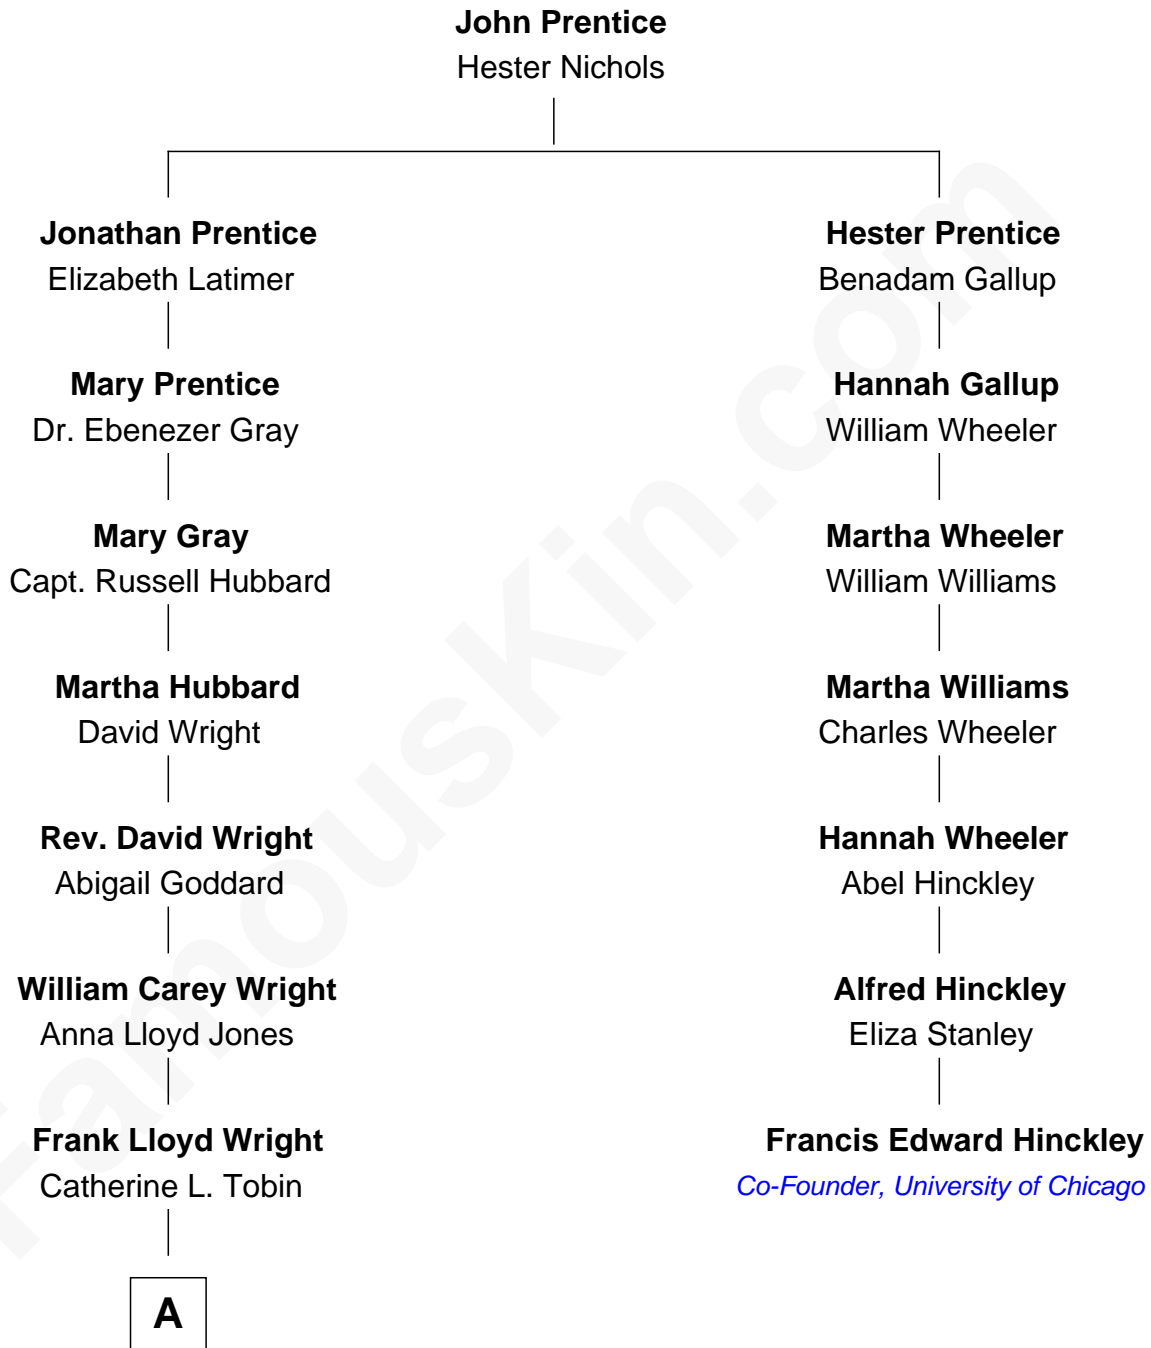 John Prentice
Hester Nichols
Jonathan Prentice
Elizabeth Latimer
Hester Prentice
Benadam Gallup
Mary Prentice
Dr. Ebenezer Gray
Hannah Gallup
William Wheeler
Mary Gray
Capt. Russell Hubbard
Martha Wheeler
William Williams
Martha Hubbard
David Wright
Martha Williams
Charles Wheeler
Rev. David Wright
Abigail Goddard
Hannah Wheeler
Abel Hinckley
William Carey Wright
Anna Lloyd Jones
Alfred Hinckley
Eliza Stanley
Frank Lloyd Wright
Catherine L. Tobin
Francis Edward Hinckley
Co-Founder, University of Chicago
A
FamousKin.com